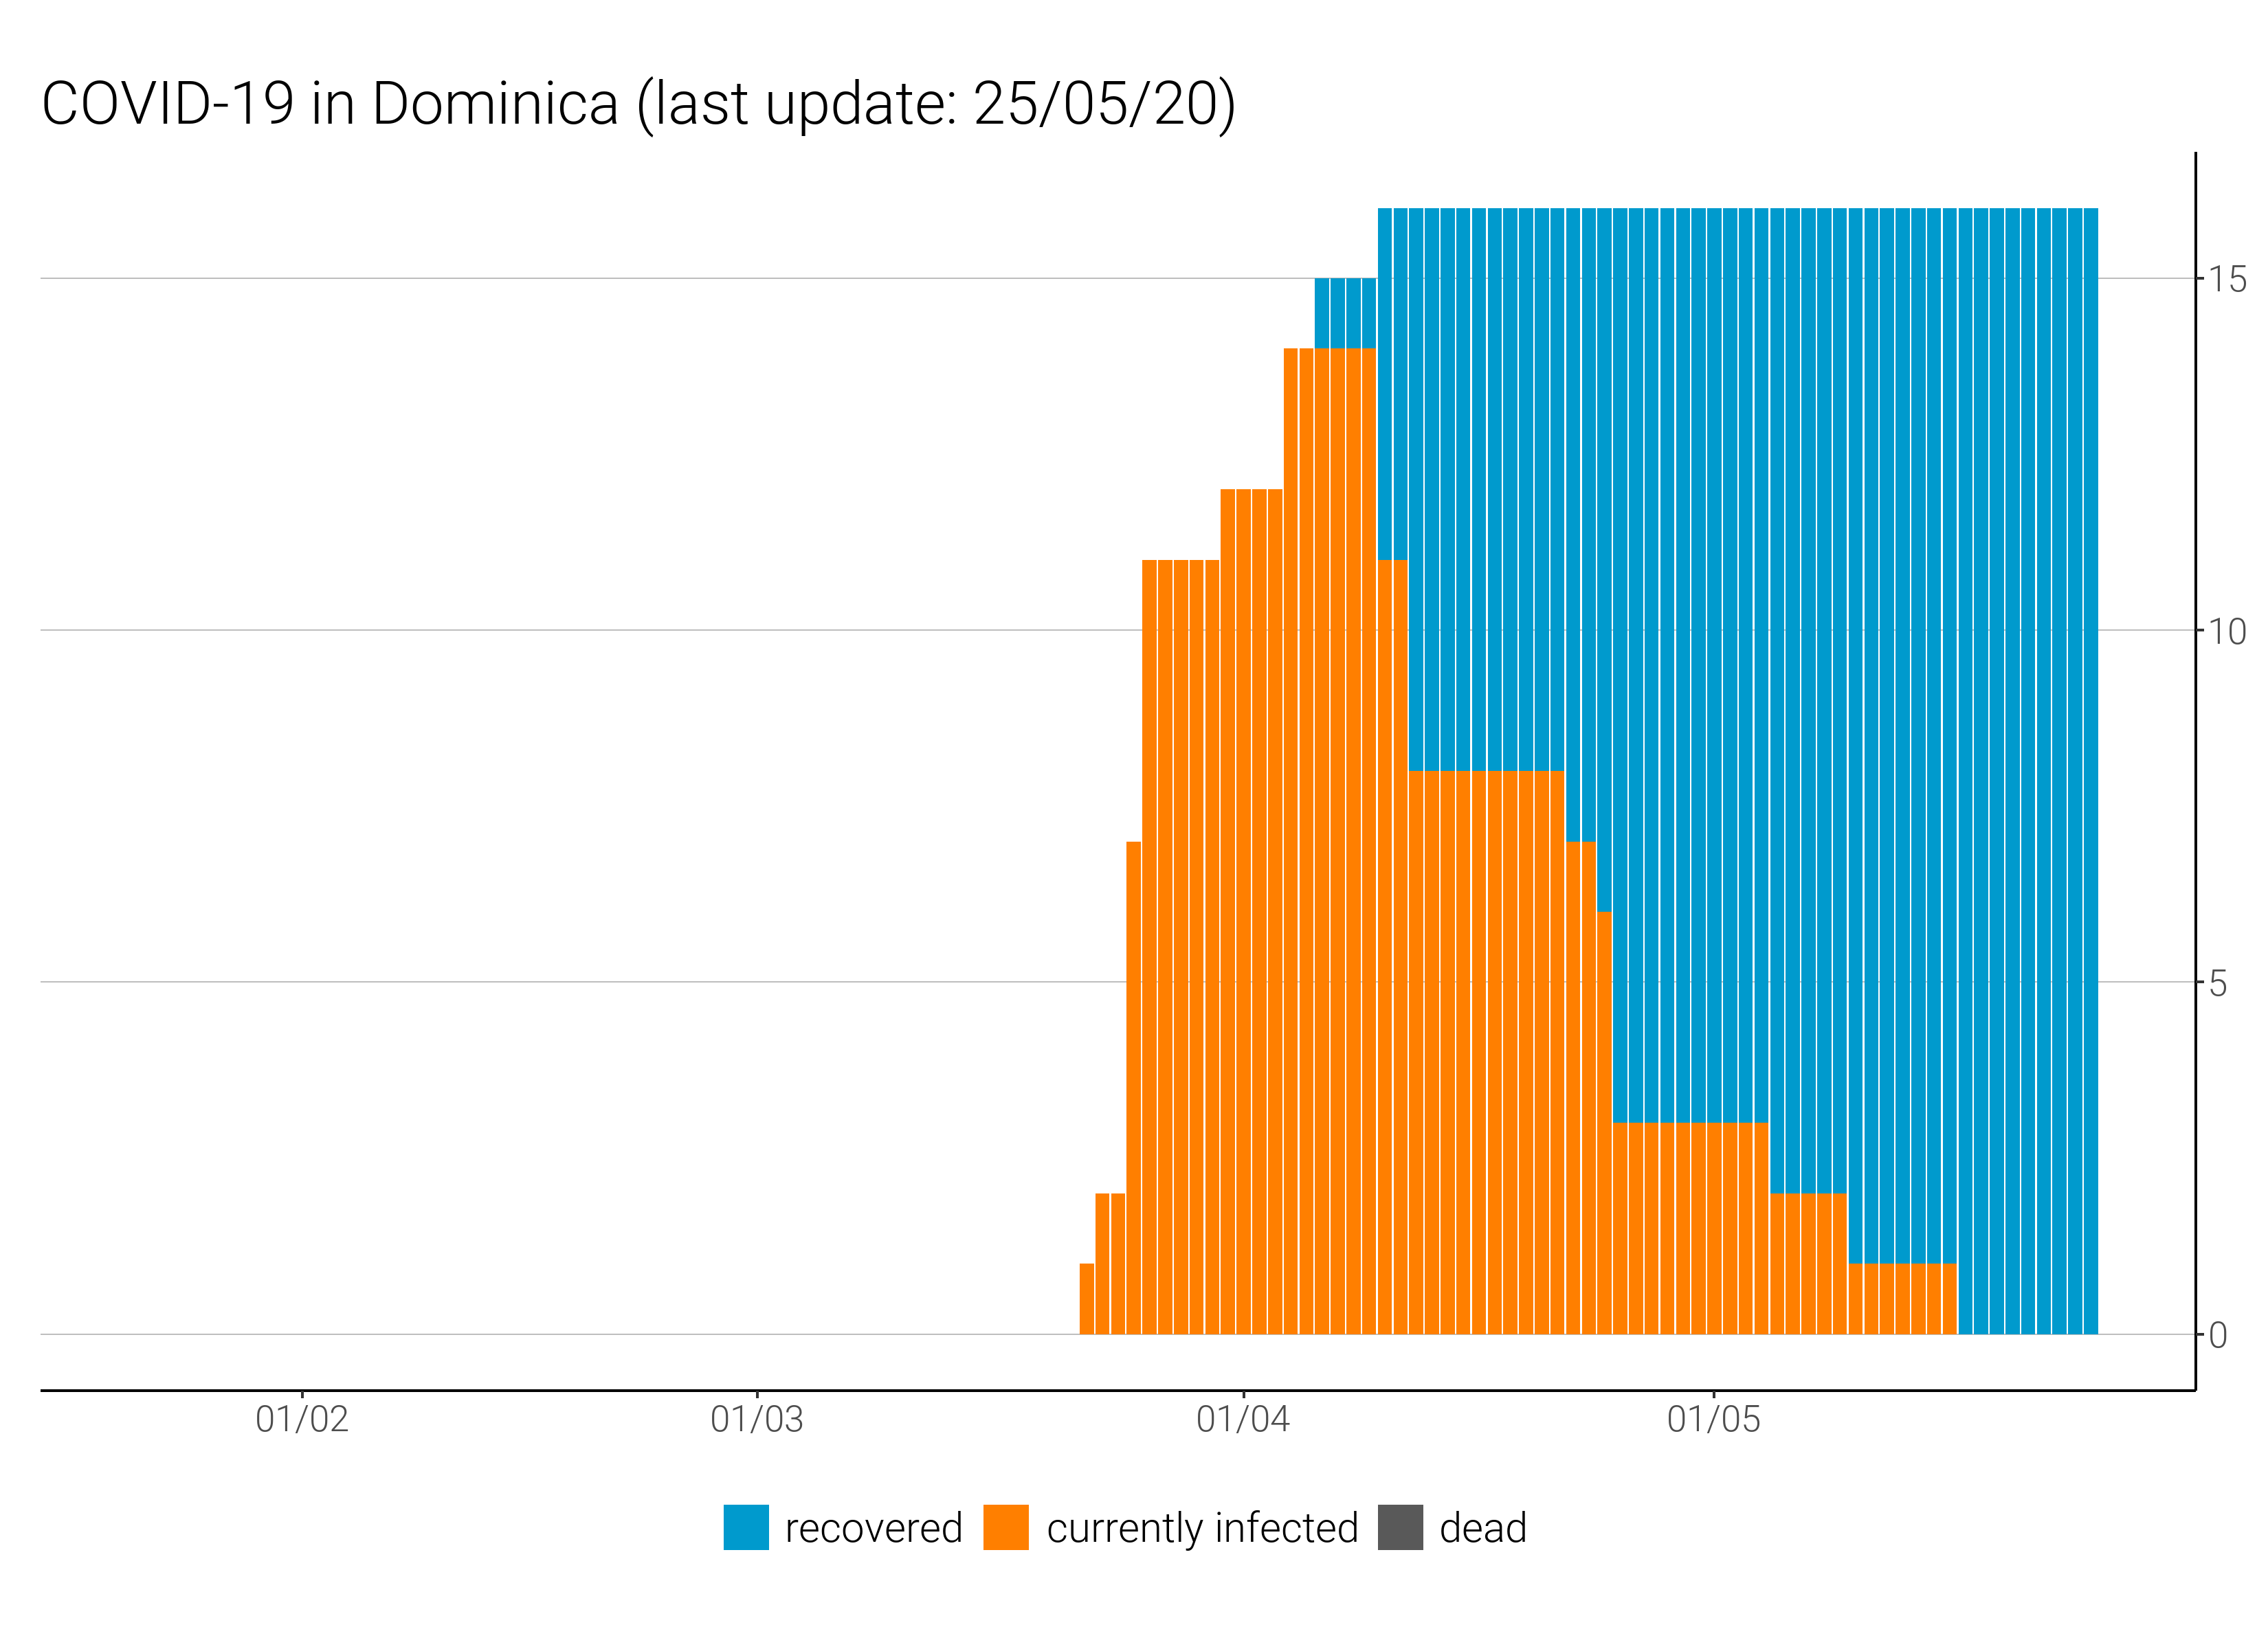 COVID-19 in Dominica (last update: 25/05/20)
15
10
5
0
01/02 01/03 01/04 01/05
recovered currently infected dead